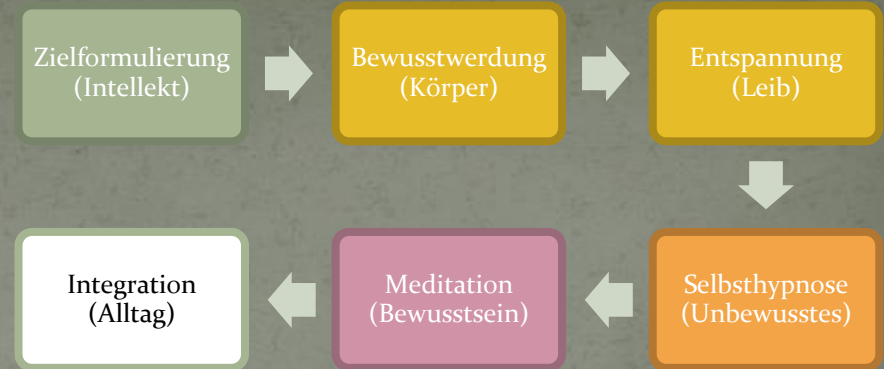 Zielformulierung
(Intellekt)
Bewusstwerdung
(Körper)
Entspannung
(Leib)
Selbsthypnose
(Unbewusstes)
Meditation
(Bewusstsein)
Integration
(Alltag)